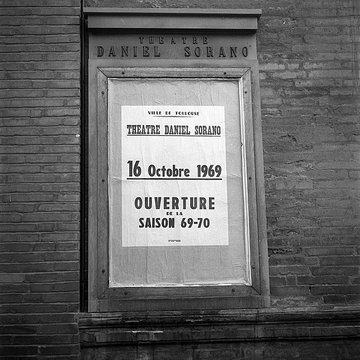 THEATRE
DANIEL SORANO
VILLE DE TOULOUSE
THEATRE DANIEL SORANO
16 Octobre 1969
OUVERTURE
DE LA
SAISON 69-70